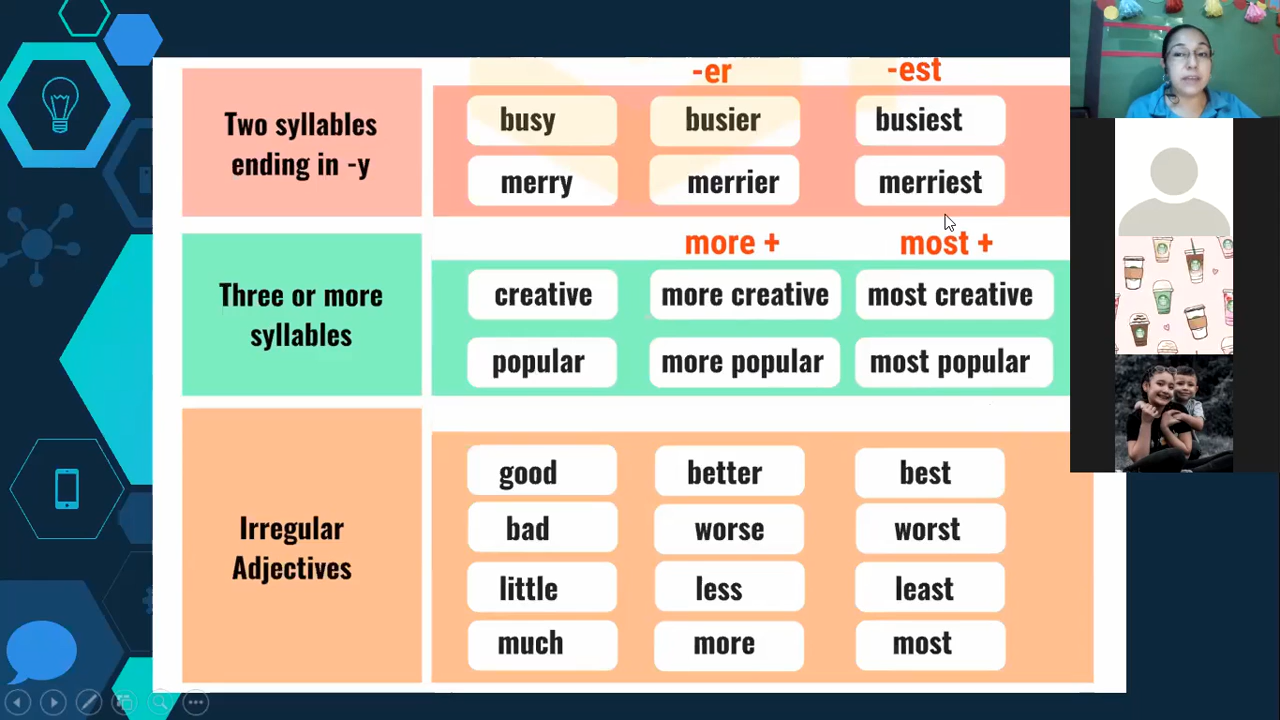 -er -est
Two syllables
ending in -y
busy busier busiest
merry merrier merriest
more + most +
Three or more
syllables
creative more creative most creative
popular more popular most popular
Irregular
Adjectives
good better best
bad worse worst
little less least
much more most